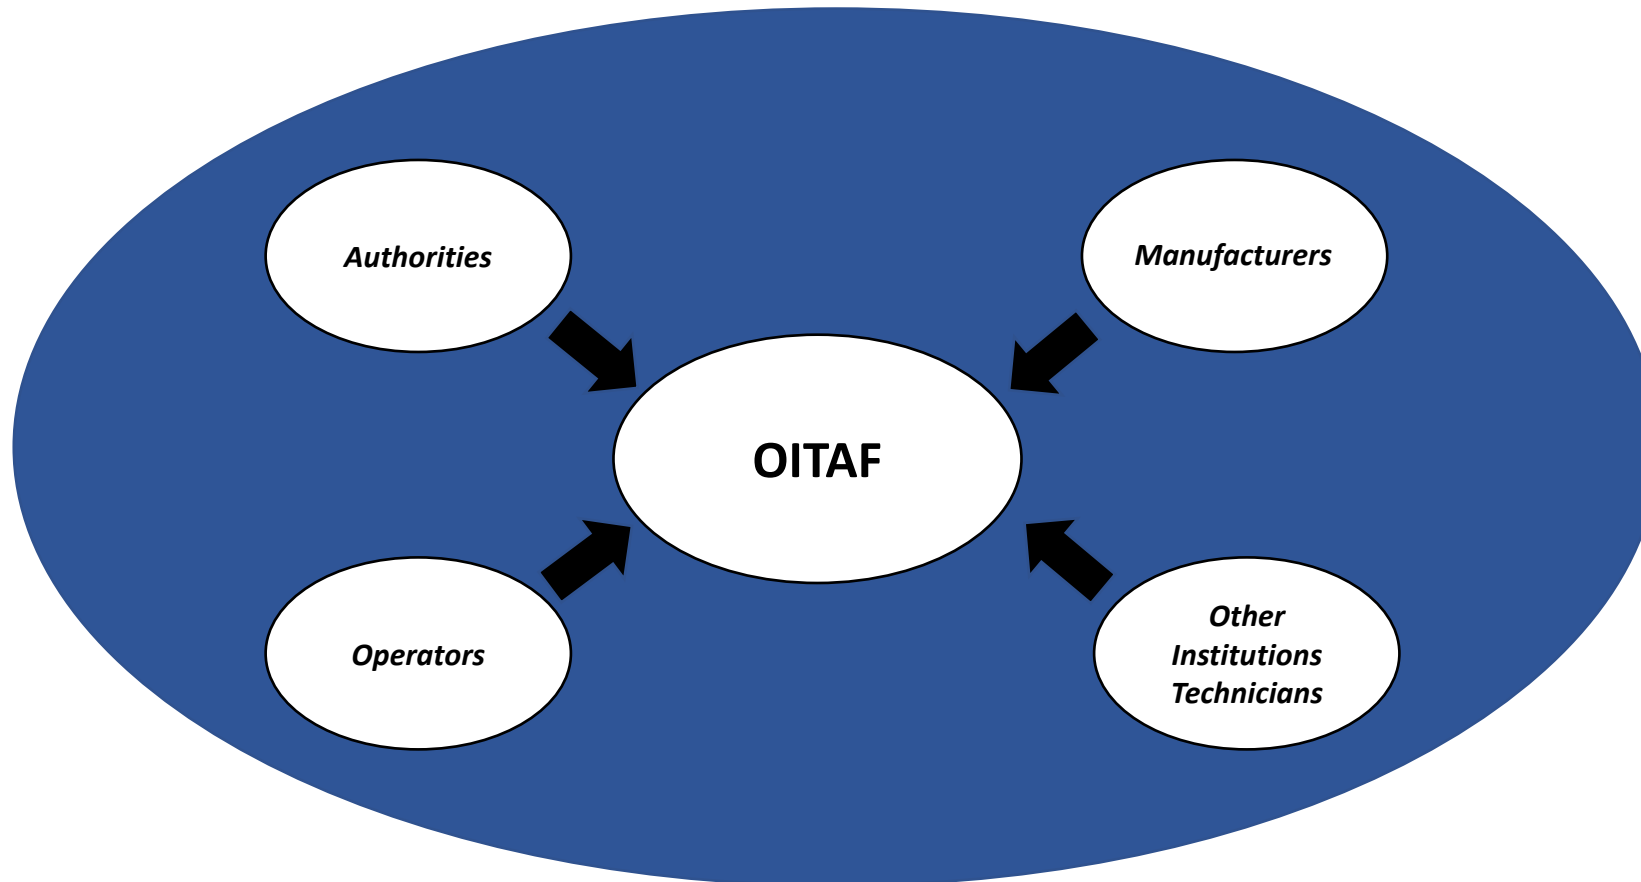 Authorities
Manufacturers
OITAF
Operators
Other
Institutions
Technicians